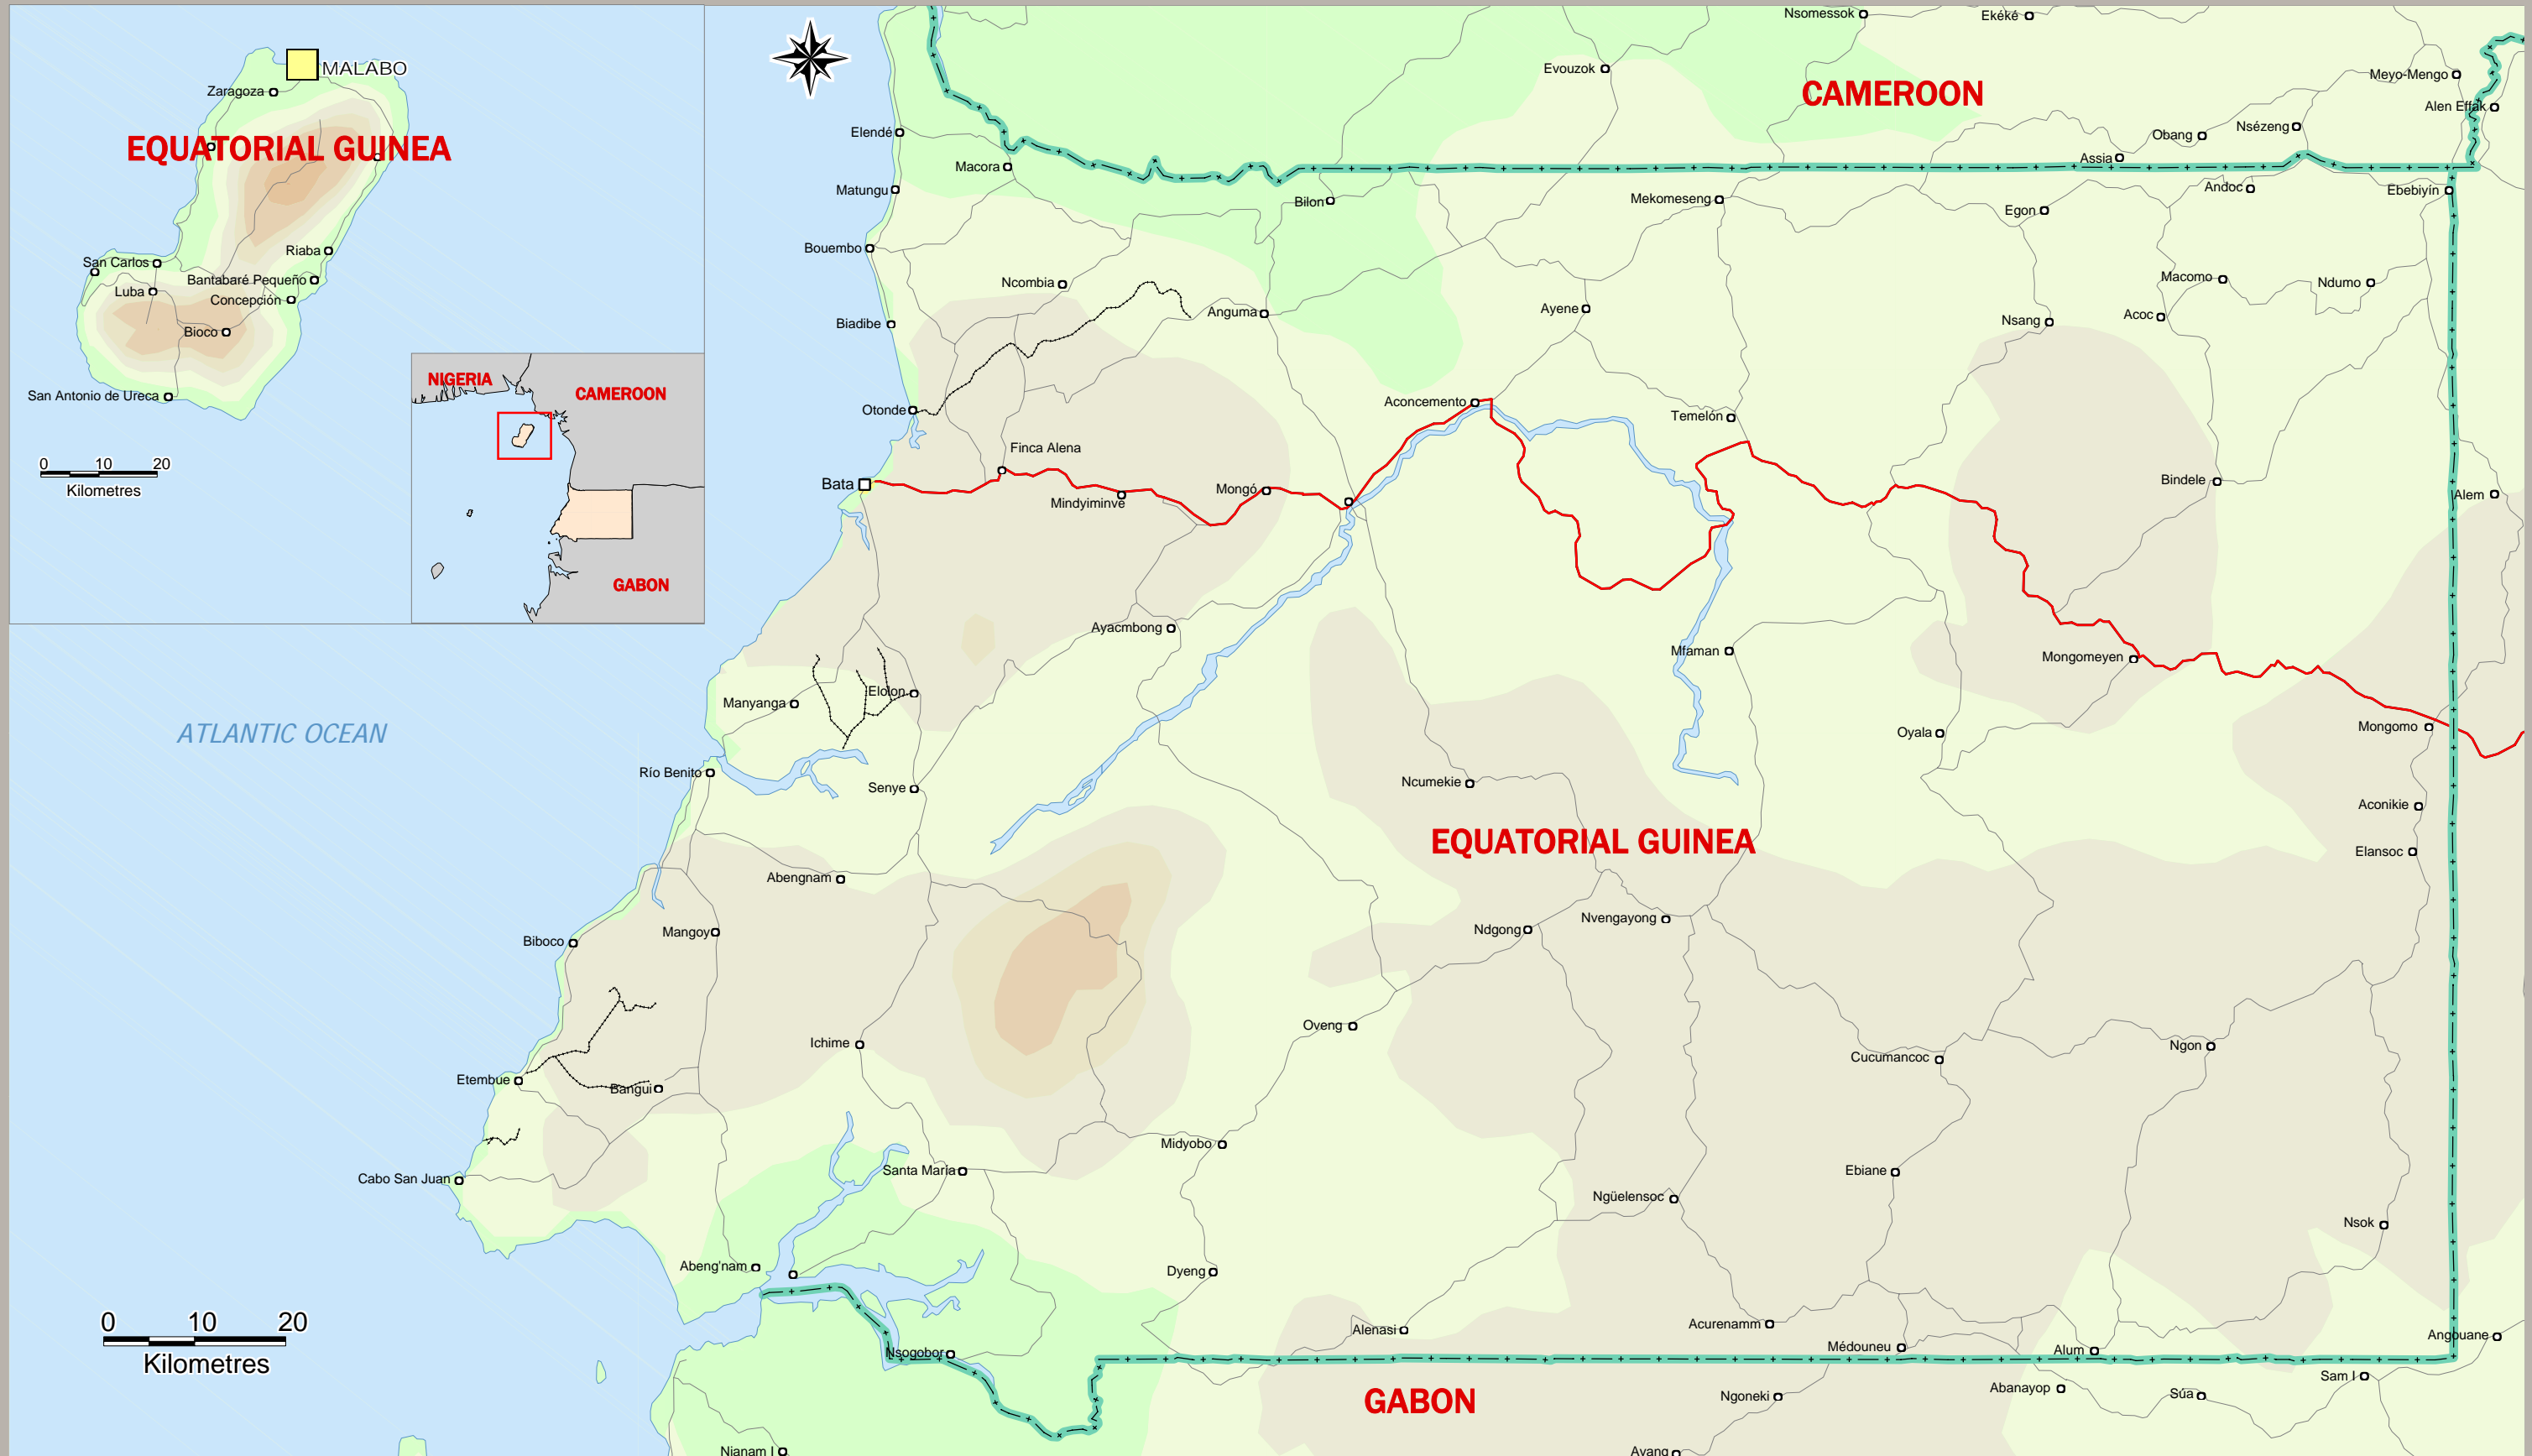 MALABO
Zaragoza
EQUATORIAL GUINEA
Riaba
San Carlos
Bantabaré Pequeño
Luba
Concepción
Bioco
San Antonio de Ureca
0 10 20
Kilometres
NIGERIA
CAMEROON
GABON
Nsomessok
Ekéké
Evouzok
Meyo-Mengo
CAMEROON
Alen Effak
Elendé
Obang
Nsézeng
Macora
Assia
Matungu
Bilon
Mekomeseng
Andoc
Ebebiyín
Egon
Bouembo
Ncombia
Macomo
Ndumo
Anguma
Ayene
Biadibe
Nsang
Acoc
Otonde
Aconcemento
Temelón
Finca Alena
Bata
Mindyiminve
Mongó
Bindele
Alem
Ayacmbong
Mfaman
Mongomeyen
Manyanga
Elolon
ATLANTIC OCEAN
Oyala
Mongomo
Río Benito
Senye
Ncumekie
Aconikie
EQUATORIAL GUINEA
Elansoc
Abengnam
Biboco
Mangoy
Ndgong
Nvengayong
Oveng
Ichime
Cucumancoc
Ngon
Etembue
Bangui
Midyobo
Cabo San Juan
Santa Maria
Ebiane
Ngüelensoc
Nsok
Abeng'nam
Dyeng
0 10 20
Kilometres
Alenasi
Acurenamm
Médouneu
Alum
Angouane
Nsogobor
Sam I
GABON
Ngoneki
Abanayop
Súa
Nianam I
Ayang